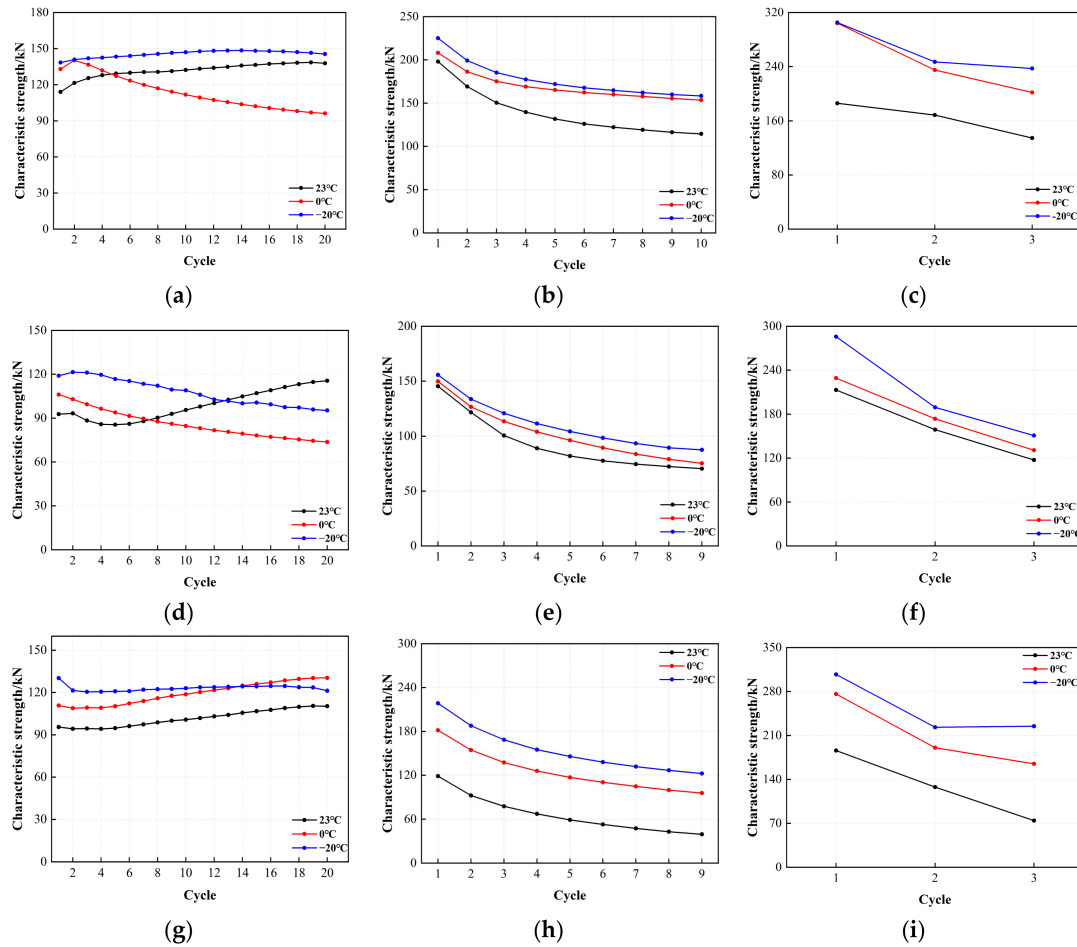 180
150
120
90
60
30
0
Characteristic strength/kN
2 4 6 8 10 12 14 16 18 20
Cycle
23℃
0℃
−20℃
(a)
250
200
150
100
50
0
Characteristic strength/kN
1 2 3 4 5 6 7 8 9 10
Cycle
23℃
0℃
−20℃
(b)
320
240
160
80
0
Characteristic strength/kN
1 2 3
Cycle
23℃
0℃
-20℃
(c)
150
120
90
60
30
0
Characteristic strength/kN
2 4 6 8 10 12 14 16 18 20
Cycle
23℃
0℃
−20℃
(d)
200
150
100
50
0
Characteristic strength/kN
1 2 3 4 5 6 7 8 9
Cycle
23℃
0℃
−20℃
(e)
300
240
180
120
60
0
Characteristic strength/kN
1 2 3
Cycle
23℃
0℃
−20℃
(f)
150
120
90
60
30
0
Characteristic strength/kN
2 4 6 8 10 12 14 16 18 20
Cycle
23℃
0℃
−20℃
(g)
300
240
180
120
60
0
Characteristic strength/kN
1 2 3 4 5 6 7 8 9
Cycle
23℃
0℃
−20℃
(h)
350
280
210
140
70
0
Characteristic strength/kN
1 2 3
Cycle
23℃
0℃
−20℃
(i)